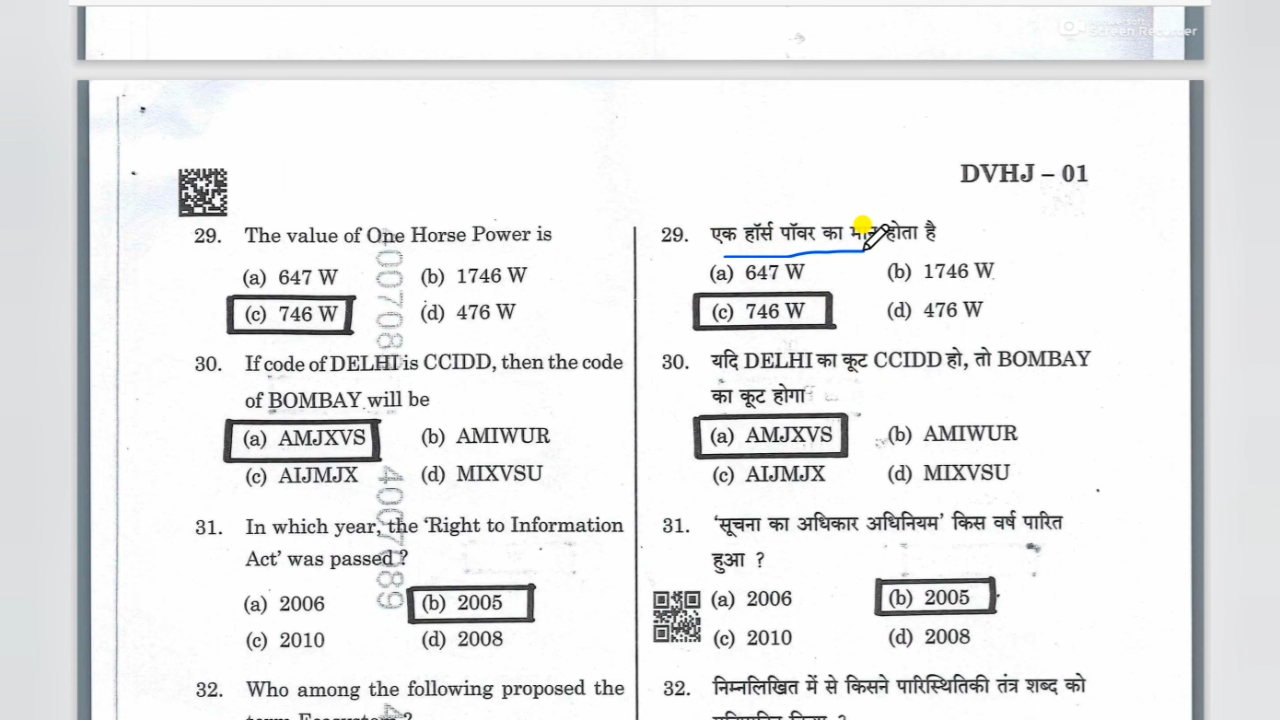 Screen Recorder
DVHJ – 01
29. The value of One Horse Power is
(a) 647 W (b) 1746 W
(c) 746 W (d) 476 W
30. If code of DELHI is CCIDD, then the code
of BOMBAY will be
(a) AMJXVS (b) AMIWUR
(c) AIJMJX (d) MIXVSU
31. In which year, the ‘Right to Information
Act’ was passed ?
(a) 2006 (b) 2005
(c) 2010 (d) 2008
32. Who among the following proposed the
29. एक हॉर्स पॉवर का मान होता है
(a) 647 W (b) 1746 W
(c) 746 W (d) 476 W
30. यदि DELHI का कूट CCIDD हो, तो BOMBAY
का कूट होगा
(a) AMJXVS (b) AMIWUR
(c) AIJMJX (d) MIXVSU
31. ‘सूचना का अधिकार अधिनियम’ किस वर्ष पारित
हुआ ?
(a) 2006 (b) 2005
(c) 2010 (d) 2008
32. निम्नलिखित में से किसने पारिस्थितिकी तंत्र शब्द को